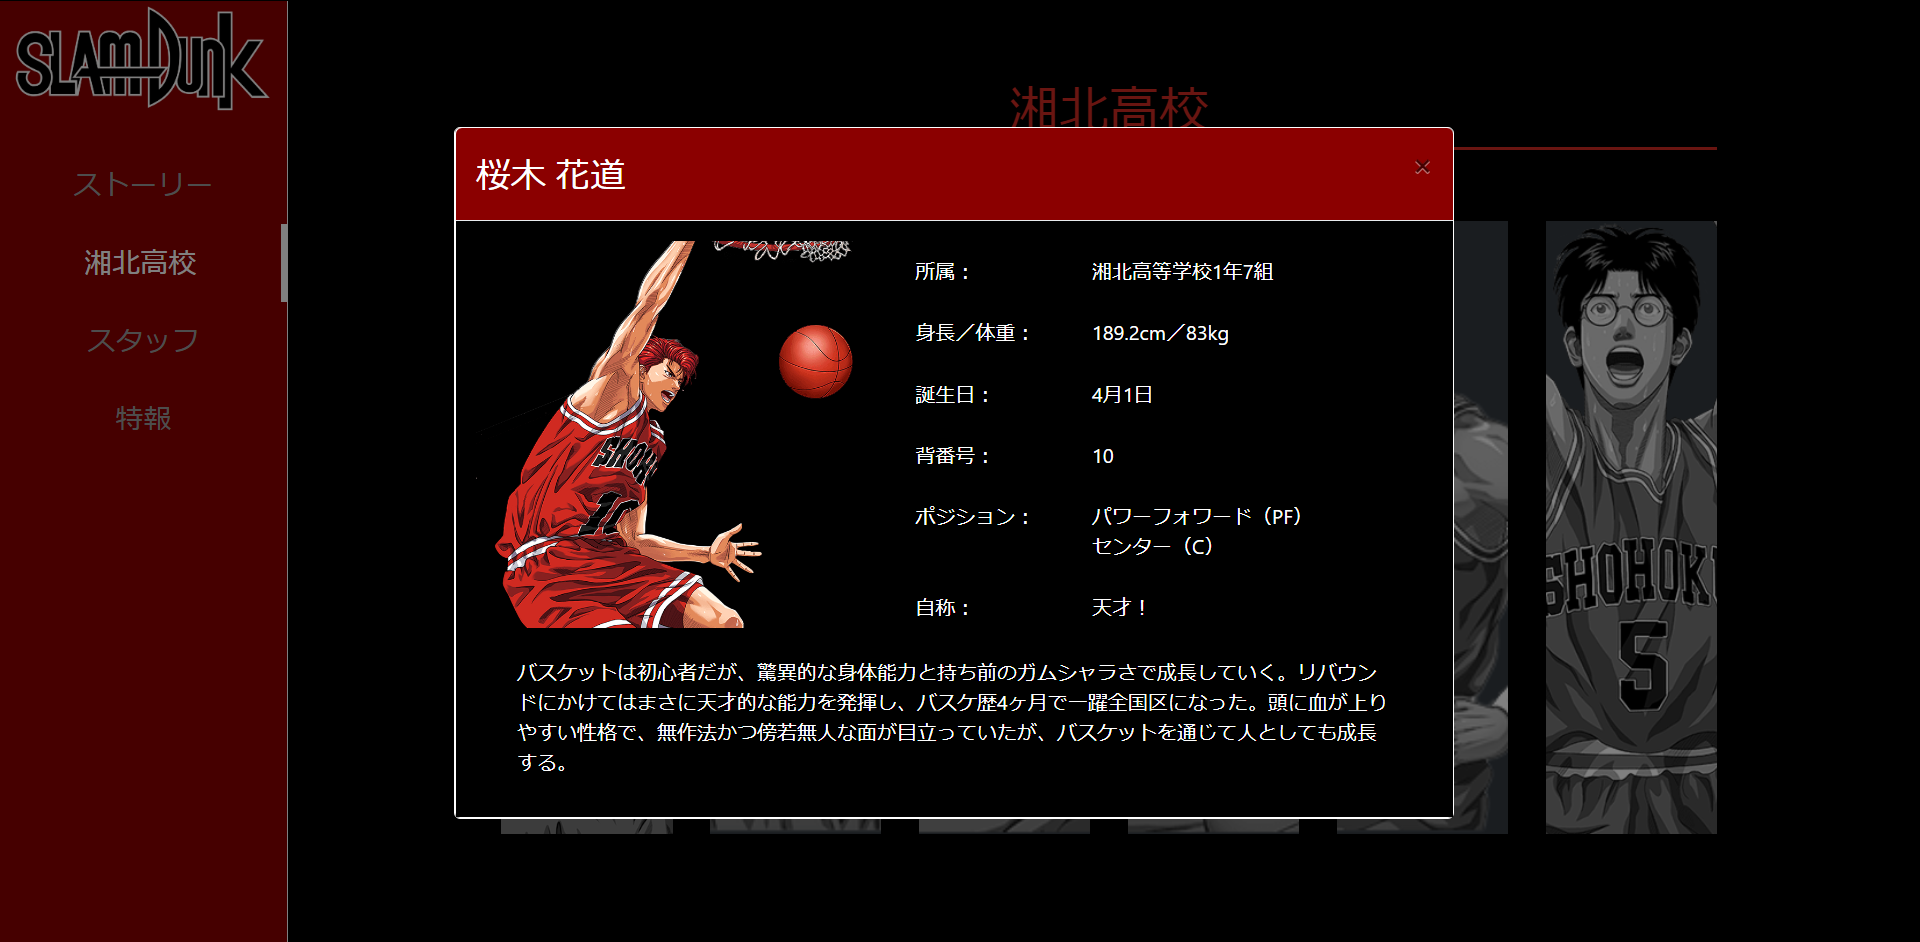 SLAMDUNK
ストーリー
湘北高校
スタッフ
特報
湘北高校
桜木 花道
×
SHOHO
10
所属： 湘北高等学校1年7組
身長／体重： 189.2cm／83kg
誕生日： 4月1日
背番号： 10
ポジション： パワーフォワード（PF）
センター（C）
自称： 天才！
バスケットは初心者だが、驚異的な身体能力と持ち前のガムシャラさで成長していく。リバウン
ドにかけてはまさに天才的な能力を発揮し、バスケ歴4ヶ月で一躍全国区になった。頭に血が上り
やすい性格で、無作法かつ傍若無人な面が目立っていたが、バスケットを通じて人としても成長
する。
SHOHOK
5